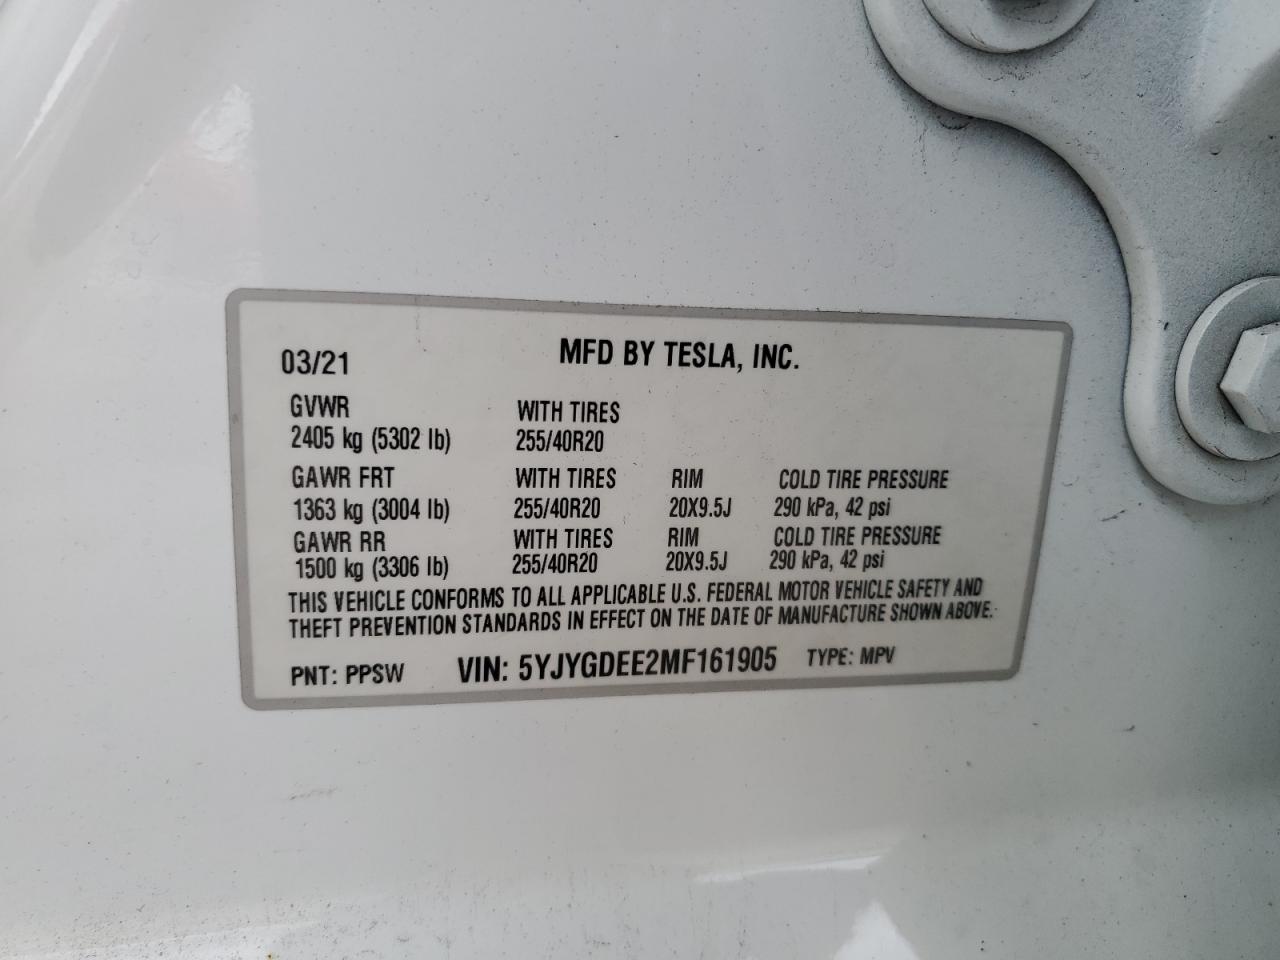 03/21 MFD BY TESLA, INC.
GVWR WITH TIRES
2405 kg (5302 lb) 255/40R20
GAWR FRT WITH TIRES RIM COLD TIRE PRESSURE
1363 kg (3004 lb) 255/40R20 20X9.5J 290 kPa, 42 psi
GAWR RR WITH TIRES RIM COLD TIRE PRESSURE
1500 kg (3306 lb) 255/40R20 20X9.5J 290 kPa, 42 psi
THIS VEHICLE CONFORMS TO ALL APPLICABLE U.S. FEDERAL MOTOR VEHICLE SAFETY AND
THEFT PREVENTION STANDARDS IN EFFECT ON THE DATE OF MANUFACTURE SHOWN ABOVE.
PNT: PPSW VIN: 5YJYGDEE2MF161905 TYPE: MPV